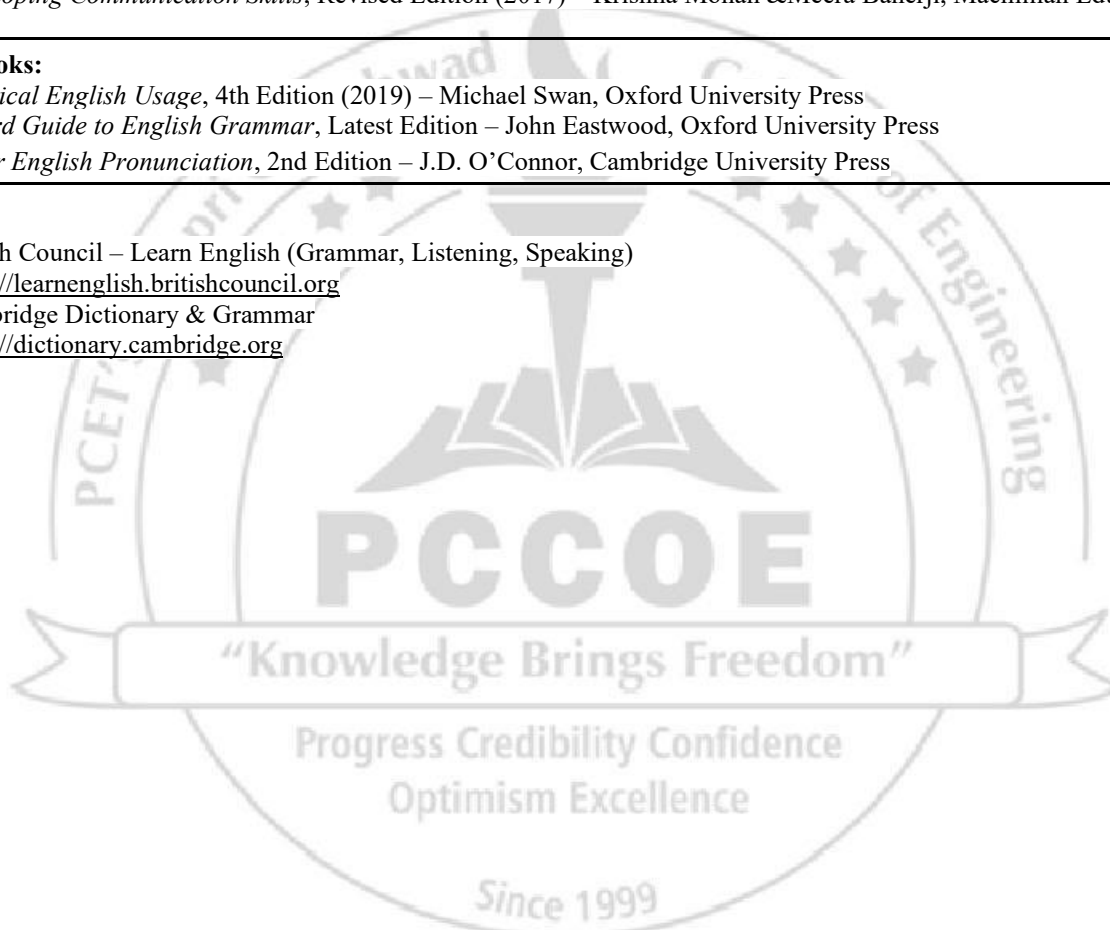 oping Communication Skills, Revised Edition (2017) – Krishna Mohan &Meera Banerji, Macmillan Edu
oks:
ical English Usage, 4th Edition (2019) – Michael Swan, Oxford University Press
rd Guide to English Grammar, Latest Edition – John Eastwood, Oxford University Press
r English Pronunciation, 2nd Edition – J.D. O’Connor, Cambridge University Press
h Council – Learn English (Grammar, Listening, Speaking)
//learnenglish.britishcouncil.org
bridge Dictionary & Grammar
//dictionary.cambridge.org
PCET's pri hwad C of Engineering
PCCOE
“Knowledge Brings Freedom”
Progress Credibility Confidence
Optimism Excellence
Since 1999